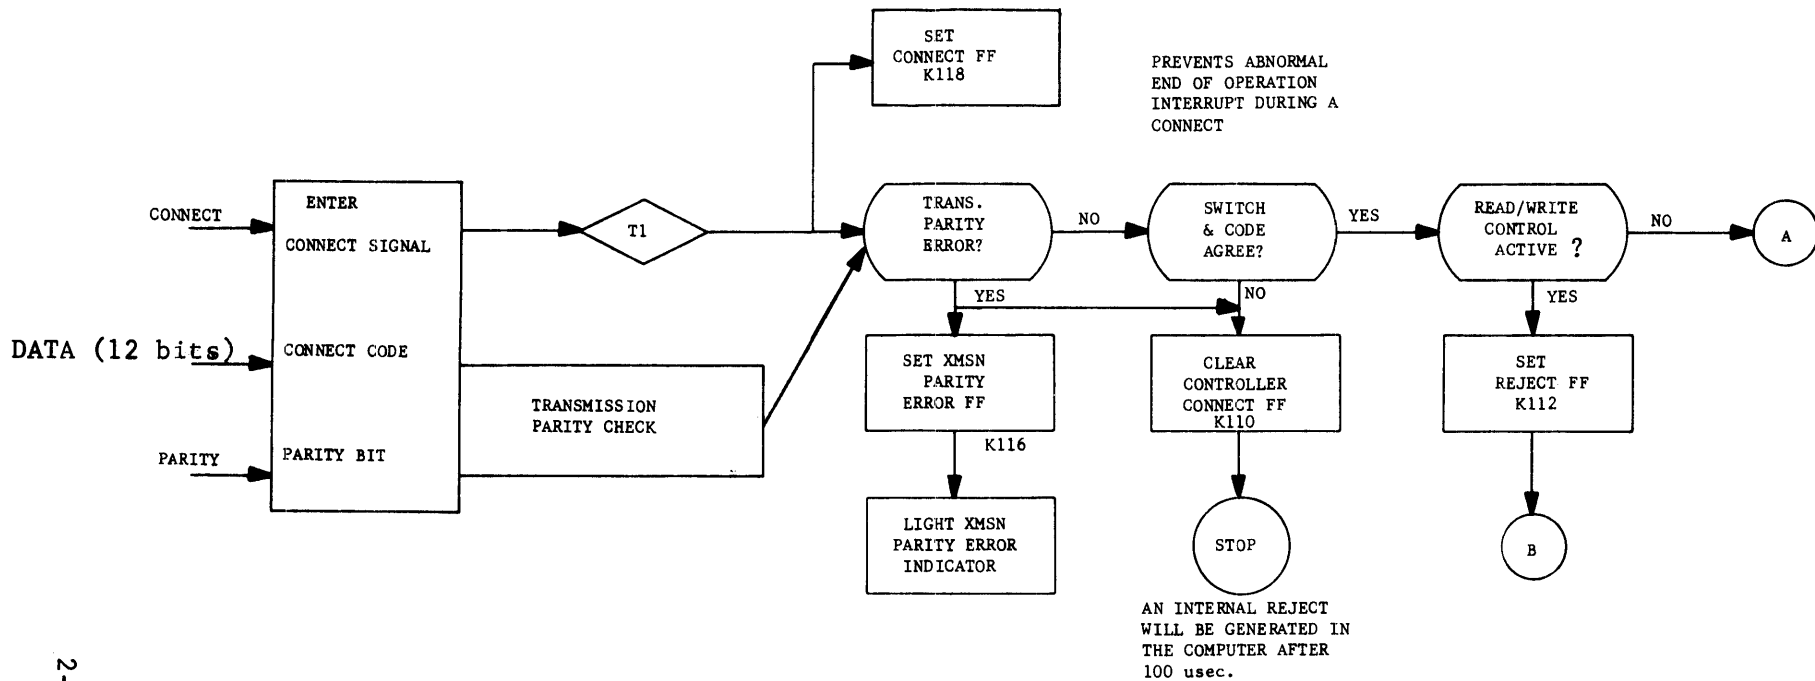 SET
CONNECT FF
K118
PREVENTS ABNORMAL
END OF OPERATION
INTERRUPT DURING A
CONNECT
CONNECT
ENTER
CONNECT SIGNAL
T1
TRANS.
PARITY
ERROR?
NO
SWITCH
& CODE
AGREE?
YES
READ/WRITE
CONTROL
ACTIVE ?
NO
A
YES
NO
YES
DATA (12 bits)
CONNECT CODE
TRANSMISSION
PARITY CHECK
PARITY
PARITY BIT
SET XMSN
PARITY
ERROR FF
K116
CLEAR
CONTROLLER
CONNECT FF
K110
SET
REJECT FF
K112
LIGHT XMSN
PARITY ERROR
INDICATOR
STOP
B
AN INTERNAL REJECT
WILL BE GENERATED IN
THE COMPUTER AFTER
100 usec.
2-